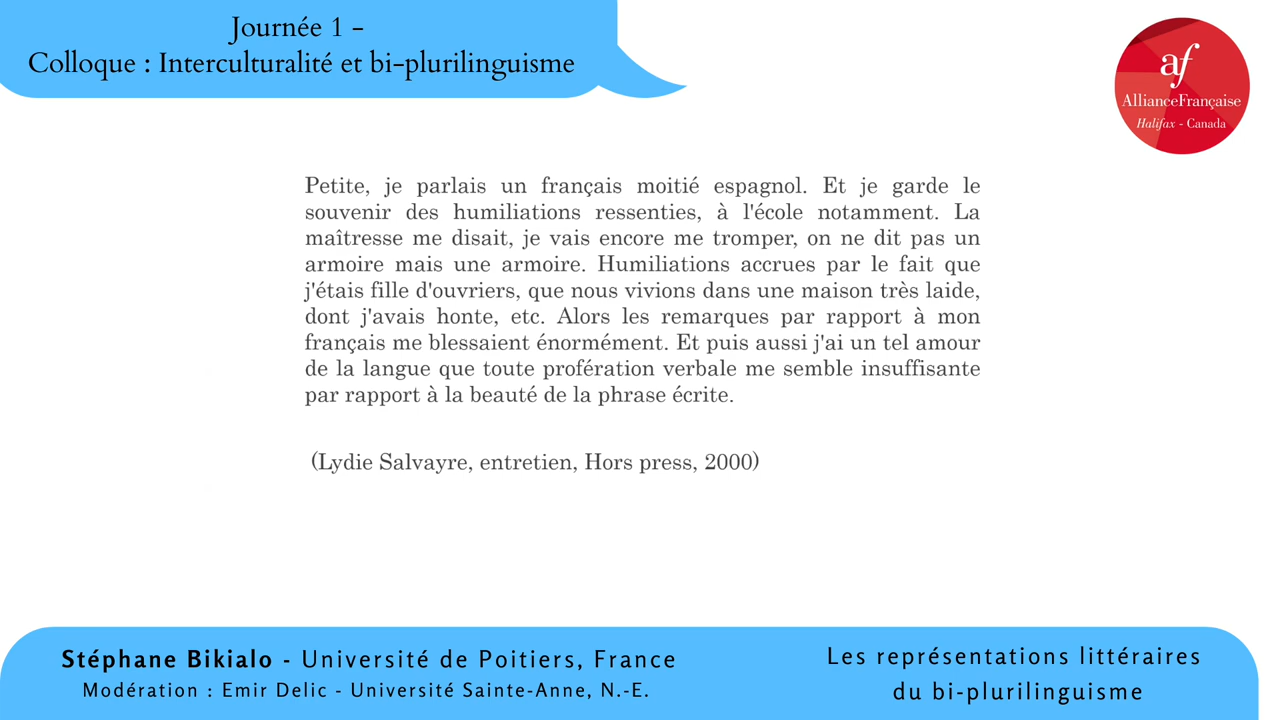 Journée 1 -
Colloque : Interculturalité et bi-plurilinguisme
af
AllianceFrançaise
Halifax - Canada
Petite, je parlais un français moitié espagnol. Et je garde le
souvenir des humiliations ressenties, à l'école notamment. La
maîtresse me disait, je vais encore me tromper, on ne dit pas un
armoire mais une armoire. Humiliations accrues par le fait que
j'étais fille d'ouvriers, que nous vivions dans une maison très laide,
dont j'avais honte, etc. Alors les remarques par rapport à mon
français me blessaient énormément. Et puis aussi j'ai un tel amour
de la langue que toute profération verbale me semble insuffisante
par rapport à la beauté de la phrase écrite.
(Lydie Salvayre, entretien, Hors press, 2000)
Stéphane Bikialo - Université de Poitiers, France
Modération : Emir Delic - Université Sainte-Anne, N.-E.
Les représentations littéraires
du bi-plurilinguisme